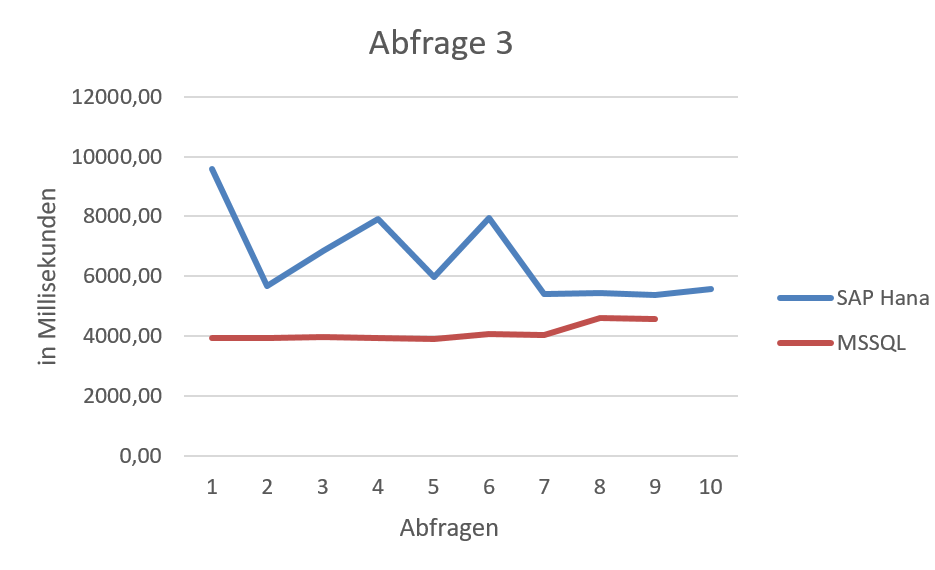 Abfrage 3
12000,00
10000,00
8000,00
6000,00
4000,00
2000,00
0,00
in Millisekunden
1 2 3 4 5 6 7 8 9 10
Abfragen
SAP Hana
MSSQL